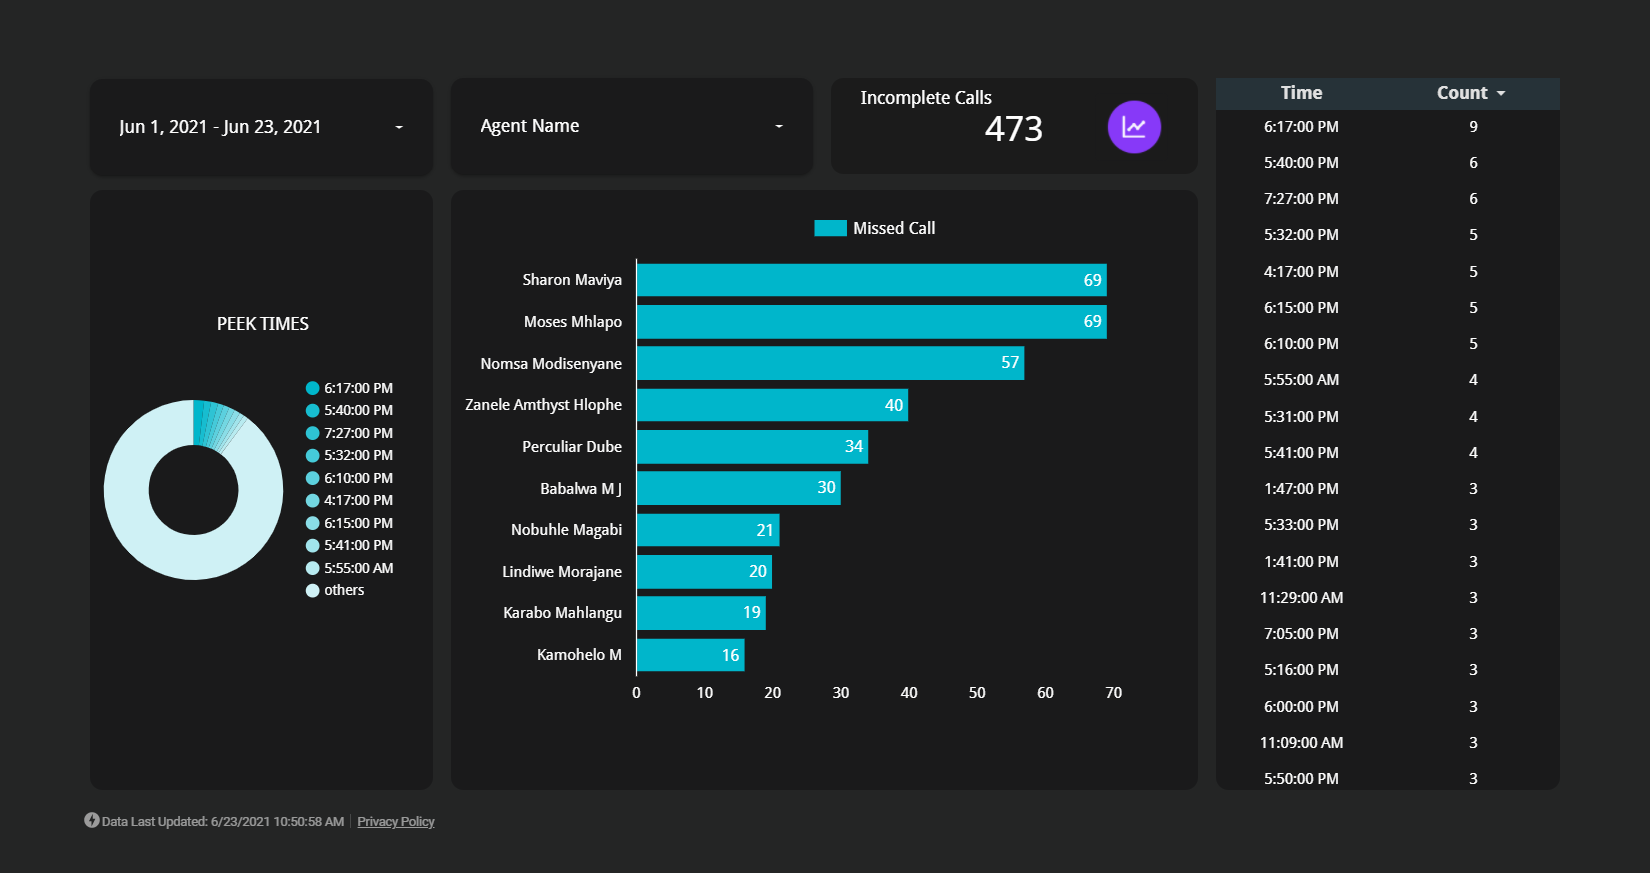 Jun 1, 2021 - Jun 23, 2021
Agent Name
Incomplete Calls
473
PEEK TIMES
6:17:00 PM
5:40:00 PM
7:27:00 PM
5:32:00 PM
6:10:00 PM
4:17:00 PM
6:15:00 PM
5:41:00 PM
5:55:00 AM
others
Missed Call
Sharon Maviya 69
Moses Mhlapo 69
Nomsa Modisenyane 57
Zanele Amthyst Hlophe 40
Perculiar Dube 34
Babalwa M J 30
Nobuhle Magabi 21
Lindiwe Morajane 20
Karabo Mahlangu 19
Kamohelo M 16
0 10 20 30 40 50 60 70
Time Count
6:17:00 PM 9
5:40:00 PM 6
7:27:00 PM 6
5:32:00 PM 5
4:17:00 PM 5
6:15:00 PM 5
6:10:00 PM 5
5:55:00 AM 4
5:31:00 PM 4
5:41:00 PM 4
1:47:00 PM 3
5:33:00 PM 3
1:41:00 PM 3
11:29:00 AM 3
7:05:00 PM 3
5:16:00 PM 3
6:00:00 PM 3
11:09:00 AM 3
5:50:00 PM 3
Data Last Updated: 6/23/2021 10:50:58 AM Privacy Policy